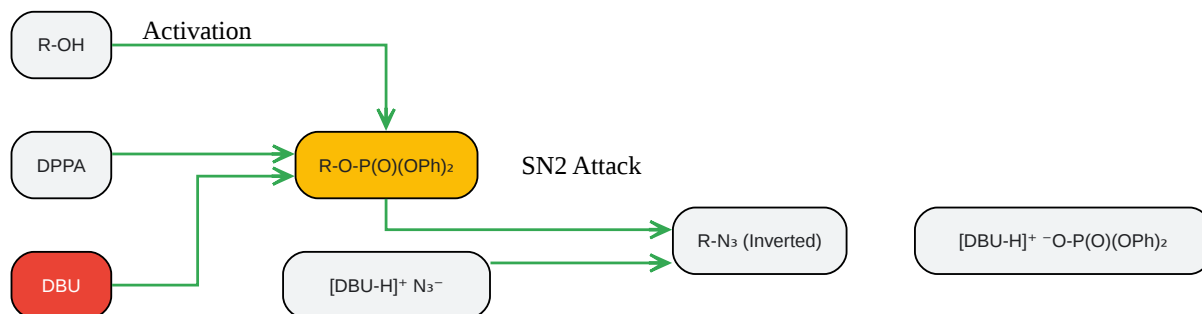 R-OH
Activation
DPPA
R-O-P(O)(OPh)₂
SN2 Attack
R-N₃ (Inverted)
[DBU-H]⁺ ⁻O-P(O)(OPh)₂
DBU
[DBU-H]⁺ N₃⁻